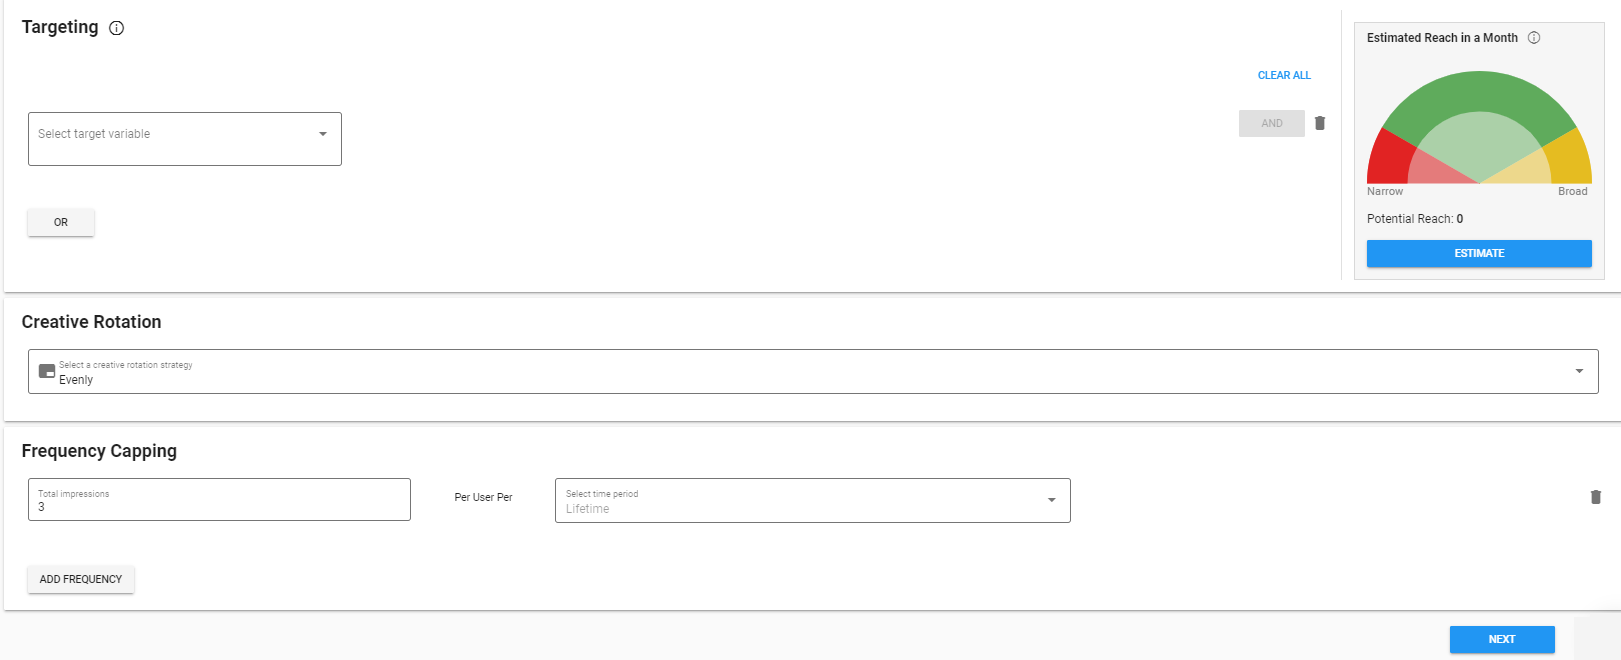 Targeting
Estimated Reach in a Month
CLEAR ALL
Select target variable
AND
OR
Narrow
Broad
Potential Reach: 0
ESTIMATE
Creative Rotation
Select a creative rotation strategy
Evenly
Frequency Capping
Total impressions
3
Per User Per
Select time period
Lifetime
ADD FREQUENCY
NEXT